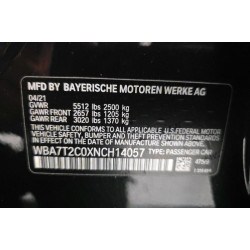 MFD BY BAYERISCHE MOTOREN WERKE AG
04/21
GVWR 5512 lbs 2500 kg
GAWR FRONT 2657 lbs 1205 kg
GAWR REAR 3020 lbs 1370 kg
THIS VEHICLE CONFORMS TO ALL APPLICABLE U.S. FEDERAL MOTOR
VEHICLE SAFETY, BUMPER AND THEFT PREVENTION STANDARDS
IN EFFECT ON THE DATE OF MANUFACTURE SHOWN ABOVE.
WBA7T2C0XNCH14057 TYPE: PASSENGER CAR